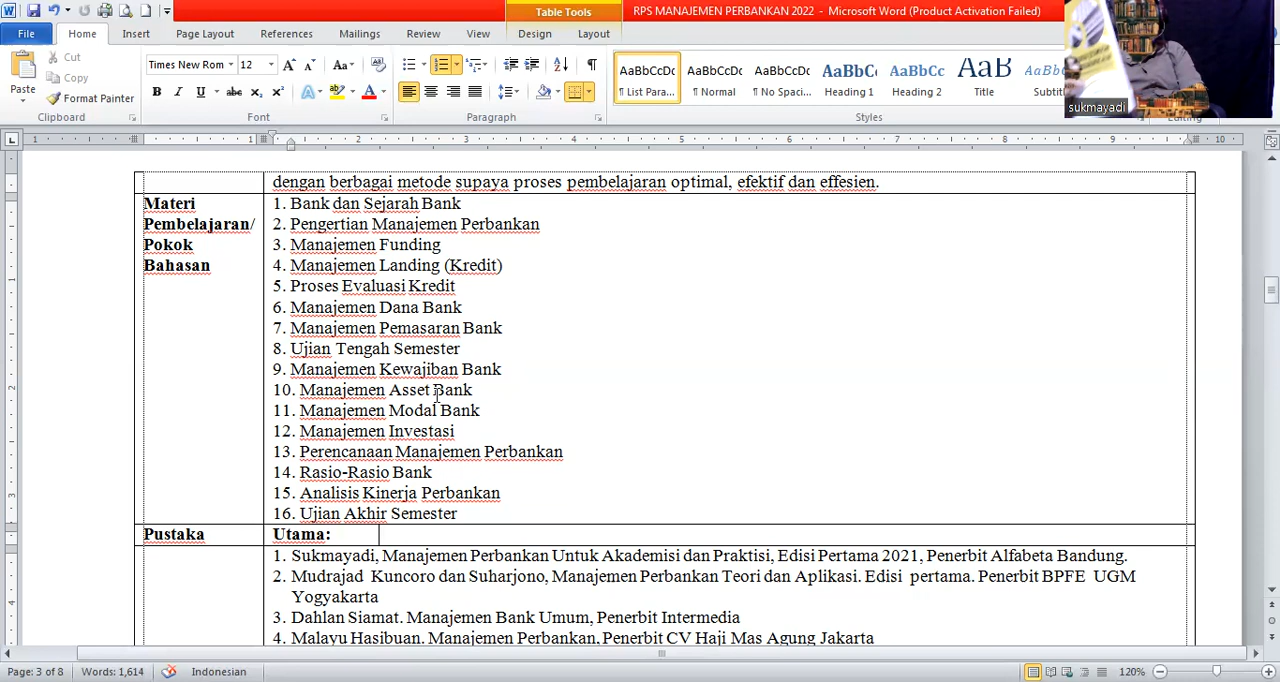 RPS MANAJEMEN PERBANKAN 2022 - Microsoft Word (Product Activation Failed)
Table Tools
File Home Insert Page Layout References Mailings Review View Design Layout
Paste
Cut
Copy
Format Painter
Clipboard
Times New Rom 12
Font
Paragraph
AaBbCcDc AaBbCcDc AaBbCcDc AaBbC AaBbCc AaB AaBbCc
¶ List Para... ¶ Normal ¶ No Spaci... Heading 1 Heading 2 Title Subtit
Styles
Editing
sukmayadi
dengan berbagai metode supaya proses pembelajaran optimal, efektif dan effesien.
Materi Pembelajaran/ Pokok Bahasan
1. Bank dan Sejarah Bank
2. Pengertian Manajemen Perbankan
3. Manajemen Funding
4. Manajemen Landing (Kredit)
5. Proses Evaluasi Kredit
6. Manajemen Dana Bank
7. Manajemen Pemasaran Bank
8. Ujian Tengah Semester
9. Manajemen Kewajiban Bank
10. Manajemen Asset Bank
11. Manajemen Modal Bank
12. Manajemen Investasi
13. Perencanaan Manajemen Perbankan
14. Rasio-Rasio Bank
15. Analisis Kinerja Perbankan
16. Ujian Akhir Semester
Pustaka Utama:
1. Sukmayadi, Manajemen Perbankan Untuk Akademisi dan Praktisi, Edisi Pertama 2021, Penerbit Alfabeta Bandung.
2. Mudrajad Kuncoro dan Suharjono, Manajemen Perbankan Teori dan Aplikasi. Edisi pertama. Penerbit BPFE UGM
Yogyakarta
3. Dahlan Siamat. Manajemen Bank Umum, Penerbit Intermedia
4. Malayu Hasibuan. Manajemen Perbankan, Penerbit CV Haji Mas Agung Jakarta
Page: 3 of 8 Words: 1,614 Indonesian 120%